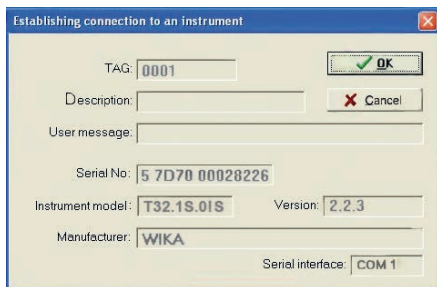 Establishing connection to an instrument
TAG: 0001
OK
Description:
Cancel
User message:
Serial No: 5 7D70 00028226
Instrument model: T32.1S.0IS Version: 2.2.3
Manufacturer: WIKA
Serial interface: COM 1